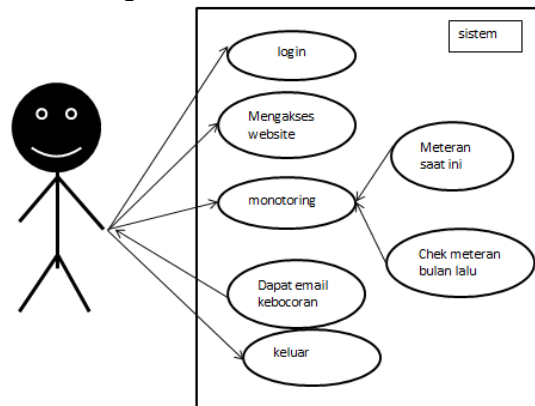 sistem
login
Mengakses
website
Meteran
saat ini
monotoring
Chek meteran
bulan lalu
Dapat email
kebocoran
keluar